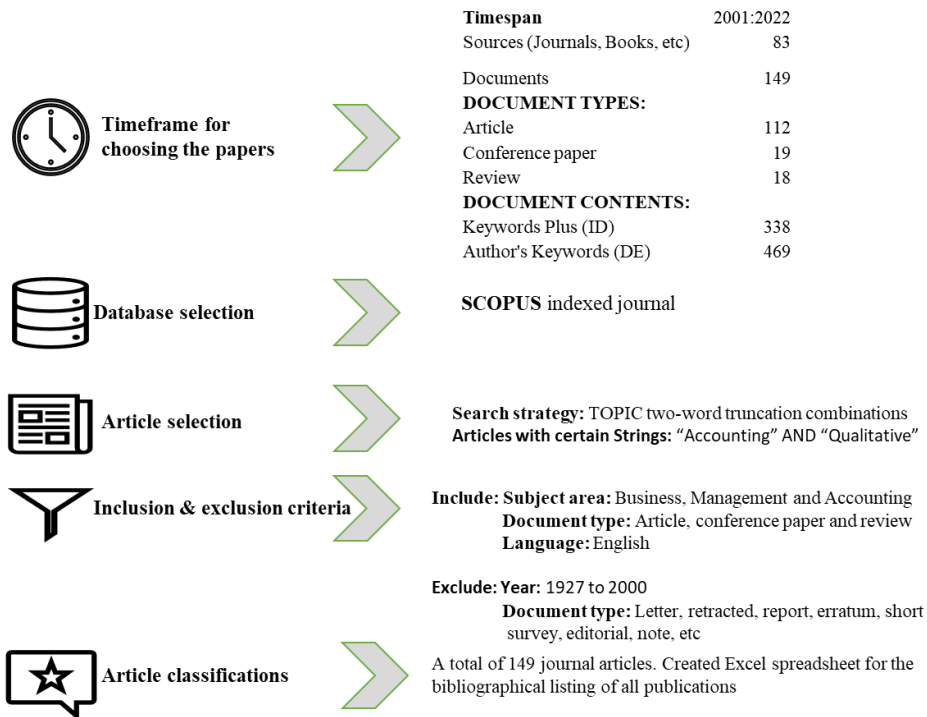 Timespan 2001:2022
Sources (Journals, Books, etc) 83
Documents 149
DOCUMENT TYPES:
Timeframe for
choosing the papers
Article 112
Conference paper 19
Review 18
DOCUMENT CONTENTS:
Keywords Plus (ID) 338
Author's Keywords (DE) 469
Database selection
SCOPUS indexed journal
Article selection
Search strategy: TOPIC two-word truncation combinations
Articles with certain Strings: “Accounting” AND “Qualitative”
Inclusion & exclusion criteria
Include: Subject area: Business, Management and Accounting
Document type: Article, conference paper and review
Language: English
Exclude: Year: 1927 to 2000
Document type: Letter, retracted, report, erratum, short
survey, editorial, note, etc
Article classifications
A total of 149 journal articles. Created Excel spreadsheet for the
bibliographical listing of all publications